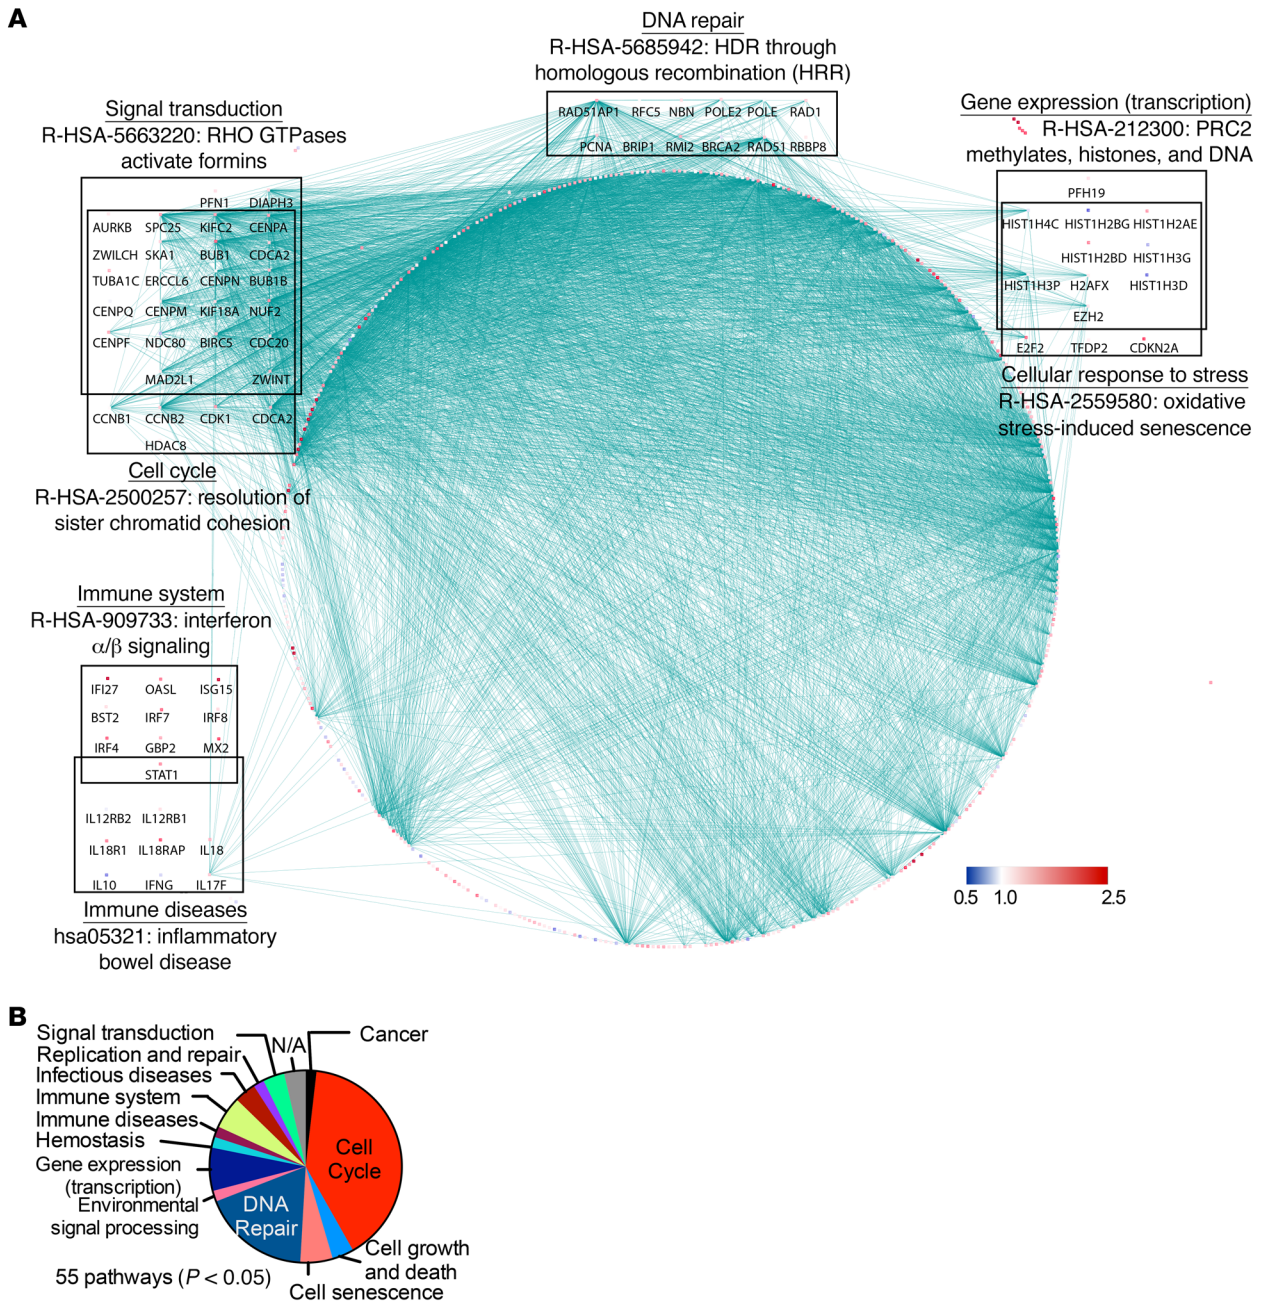 A
DNA repair
R-HSA-5685942: HDR through
homologous recombination (HRR)
RAD51AP1 RFC5 NBN POLE2 POLE RAD1
PCNA BRIP1 RMI2 BRCA2 RAD51 RBBP8
Signal transduction
R-HSA-5663220: RHO GTPases
activate formins
PFN1 DIAPH3
AURKB SPC25 KIFC2 CENPA
ZWILCH SKA1 BUB1 CDCA2
TUBA1C ERCCL6 CENPN BUB1B
CENPQ CENPM KIF18A NUF2
CENPF NDC80 BIRC5 CDC20
MAD2L1 ZWINT
CCNB1 CCNB2 CDK1 CDCA2
HDAC8
Cell cycle
R-HSA-2500257: resolution of
sister chromatid cohesion
Gene expression (transcription)
R-HSA-212300: PRC2
methylates, histones, and DNA
PFH19
HIST1H4C HIST1H2BG HIST1H2AE
HIST1H2BD HIST1H3G
HIST1H3P H2AFX HIST1H3D
EZH2
E2F2 TFDP2 CDKN2A
Cellular response to stress
R-HSA-2559580: oxidative
stress-induced senescence
Immune system
R-HSA-909733: interferon
α/β signaling
IFI27 OASL ISG15
BST2 IRF7 IRF8
IRF4 GBP2 MX2
STAT1
IL12RB2 IL12RB1
IL18R1 IL18RAP IL18
IL10 IFNG IL17F
Immune diseases
hsa05321: inflammatory
bowel disease
0.5 1.0 2.5
B
Signal transduction
Replication and repair
Infectious diseases
Immune system
Immune diseases
Hemostasis
Gene expression
(transcription)
Environmental
signal processing
N/A
Cancer
Cell
Cycle
DNA
Repair
Cell growth
and death
Cell senescence
55 pathways (P < 0.05)